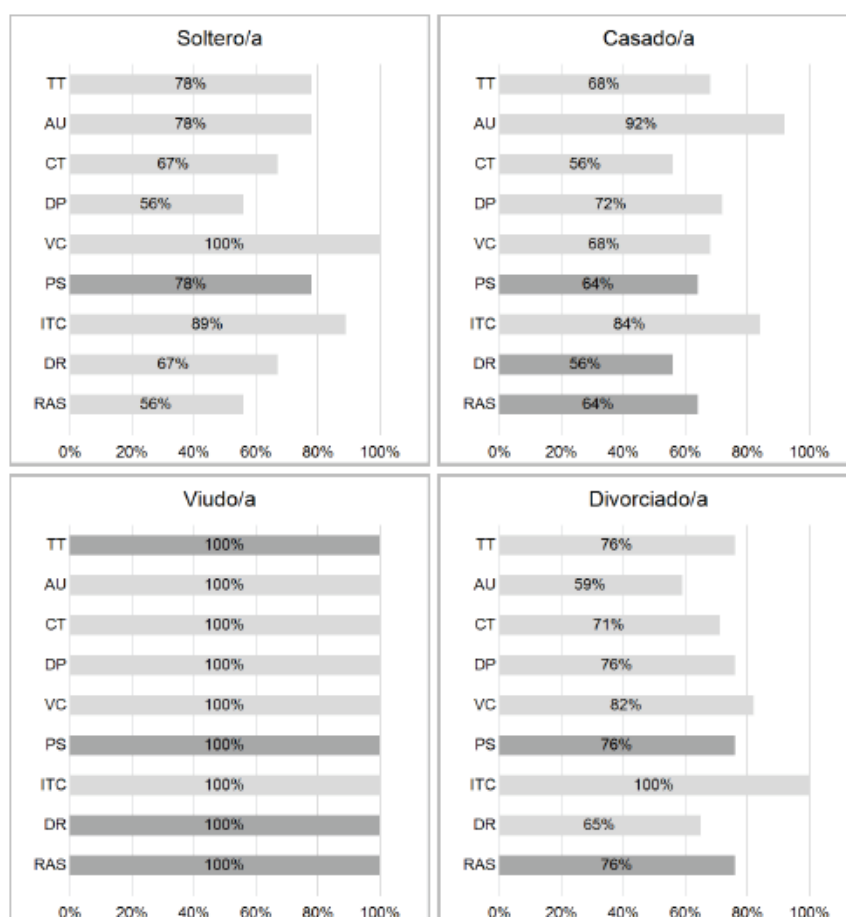 Soltero/a
TT 78%
AU 78%
CT 67%
DP 56%
VC 100%
PS 78%
ITC 89%
DR 67%
RAS 56%
0% 20% 40% 60% 80% 100%
Casado/a
TT 68%
AU 92%
CT 56%
DP 72%
VC 68%
PS 64%
ITC 84%
DR 56%
RAS 64%
0% 20% 40% 60% 80% 100%
Viudo/a
TT 100%
AU 100%
CT 100%
DP 100%
VC 100%
PS 100%
ITC 100%
DR 100%
RAS 100%
0% 20% 40% 60% 80% 100%
Divorciado/a
TT 76%
AU 59%
CT 71%
DP 76%
VC 82%
PS 76%
ITC 100%
DR 65%
RAS 76%
0% 20% 40% 60% 80% 100%